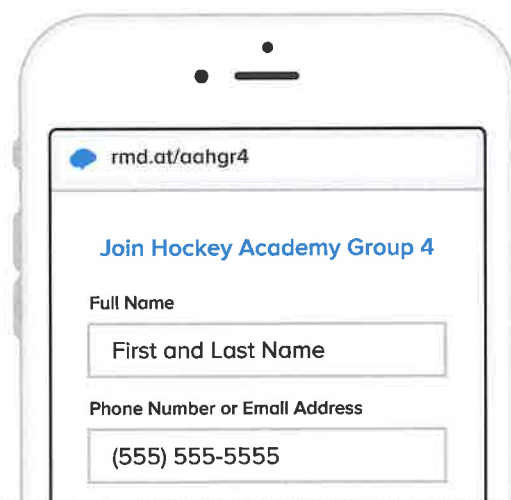 rmd.at/aahgr4
Join Hockey Academy Group 4
Full Name
First and Last Name
Phone Number or Email Address
(555) 555-5555